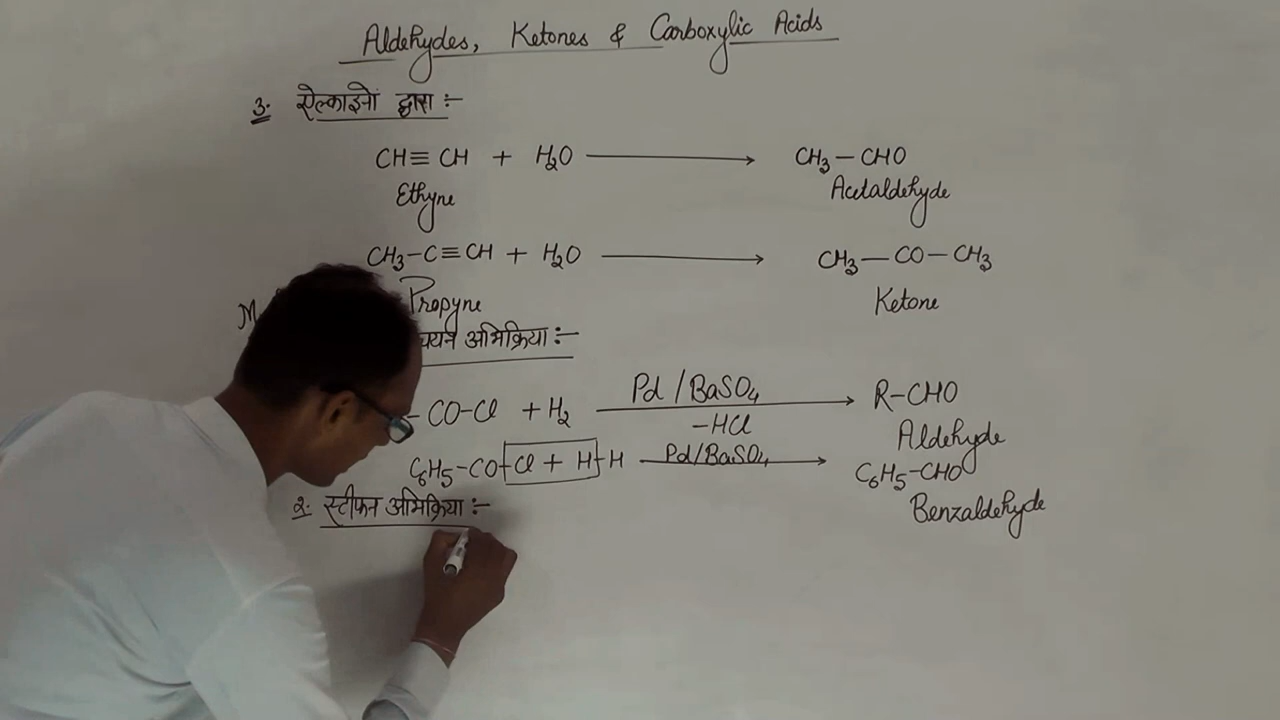 Aldehydes, Ketones & Carboxylic Acids
३. ऐल्काइनों द्वारा :-
CH≡CH + H₂O ⟶ CH₃-CHO
Ethyne Acetaldehyde
CH₃-C≡CH + H₂O ⟶ CH₃-CO-CH₃
Propyne Ketone
अभिक्रिया :-
-CO-Cl + H₂ Pd/BaSO₄ ⟶ R-CHO
-HCl Aldehyde
C₆H₅-CO-Cl + H-H Pd/BaSO₄ ⟶ C₆H₅-CHO
Benzaldehyde
२. स्टीफन अभिक्रिया :-